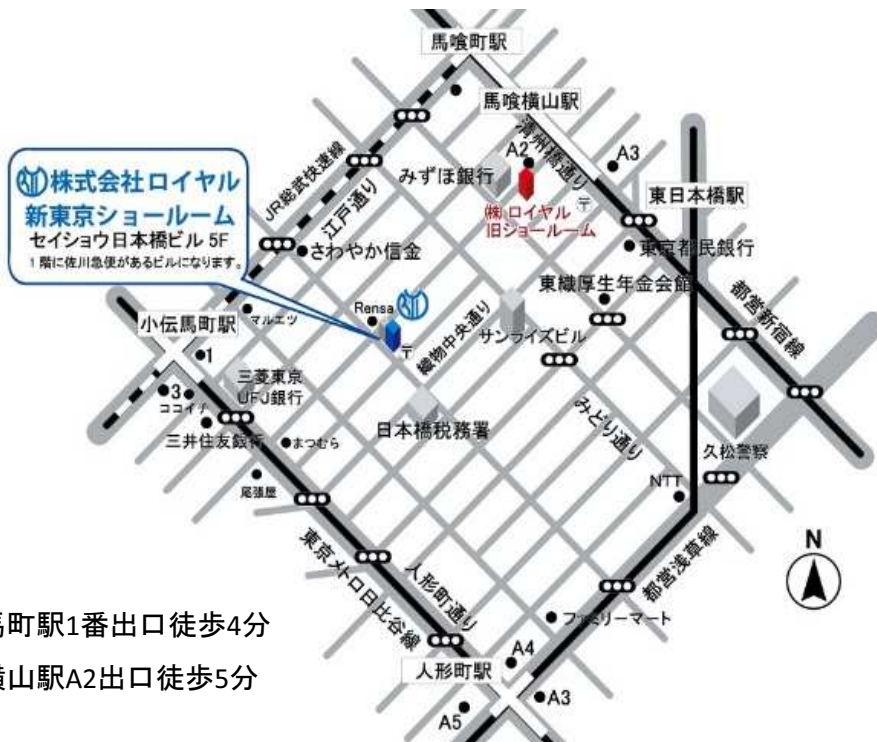 馬喰町駅
馬喰横山駅
清州橋通り
A2
A3
みずほ銀行
〒
(株) ロイヤル
旧ショールーム
東日本橋駅
東京都民銀行
JR総武快速線
江戸通り
株式会社ロイヤル
新東京ショールーム
セイショウ日本橋ビル 5F
1 階に佐川急便があるビルになります。
さわやか信金
東織厚生年金会館
都営新宿線
Rensa
〒
マルエツ
小伝馬町駅
織物中央通り
サンライズビル
1
三菱東京
UFJ銀行
3
ココイチ
三井住友銀行
まつむら
日本橋税務署
みどり通り
久松警察
尾張屋
NTT
N
東京メトロ日比谷線
人形町通り
都営浅草線
ファミリーマート
馬町駅1番出口徒歩4分
横山駅A2出口徒歩5分
人形町駅
A4
A3
A5